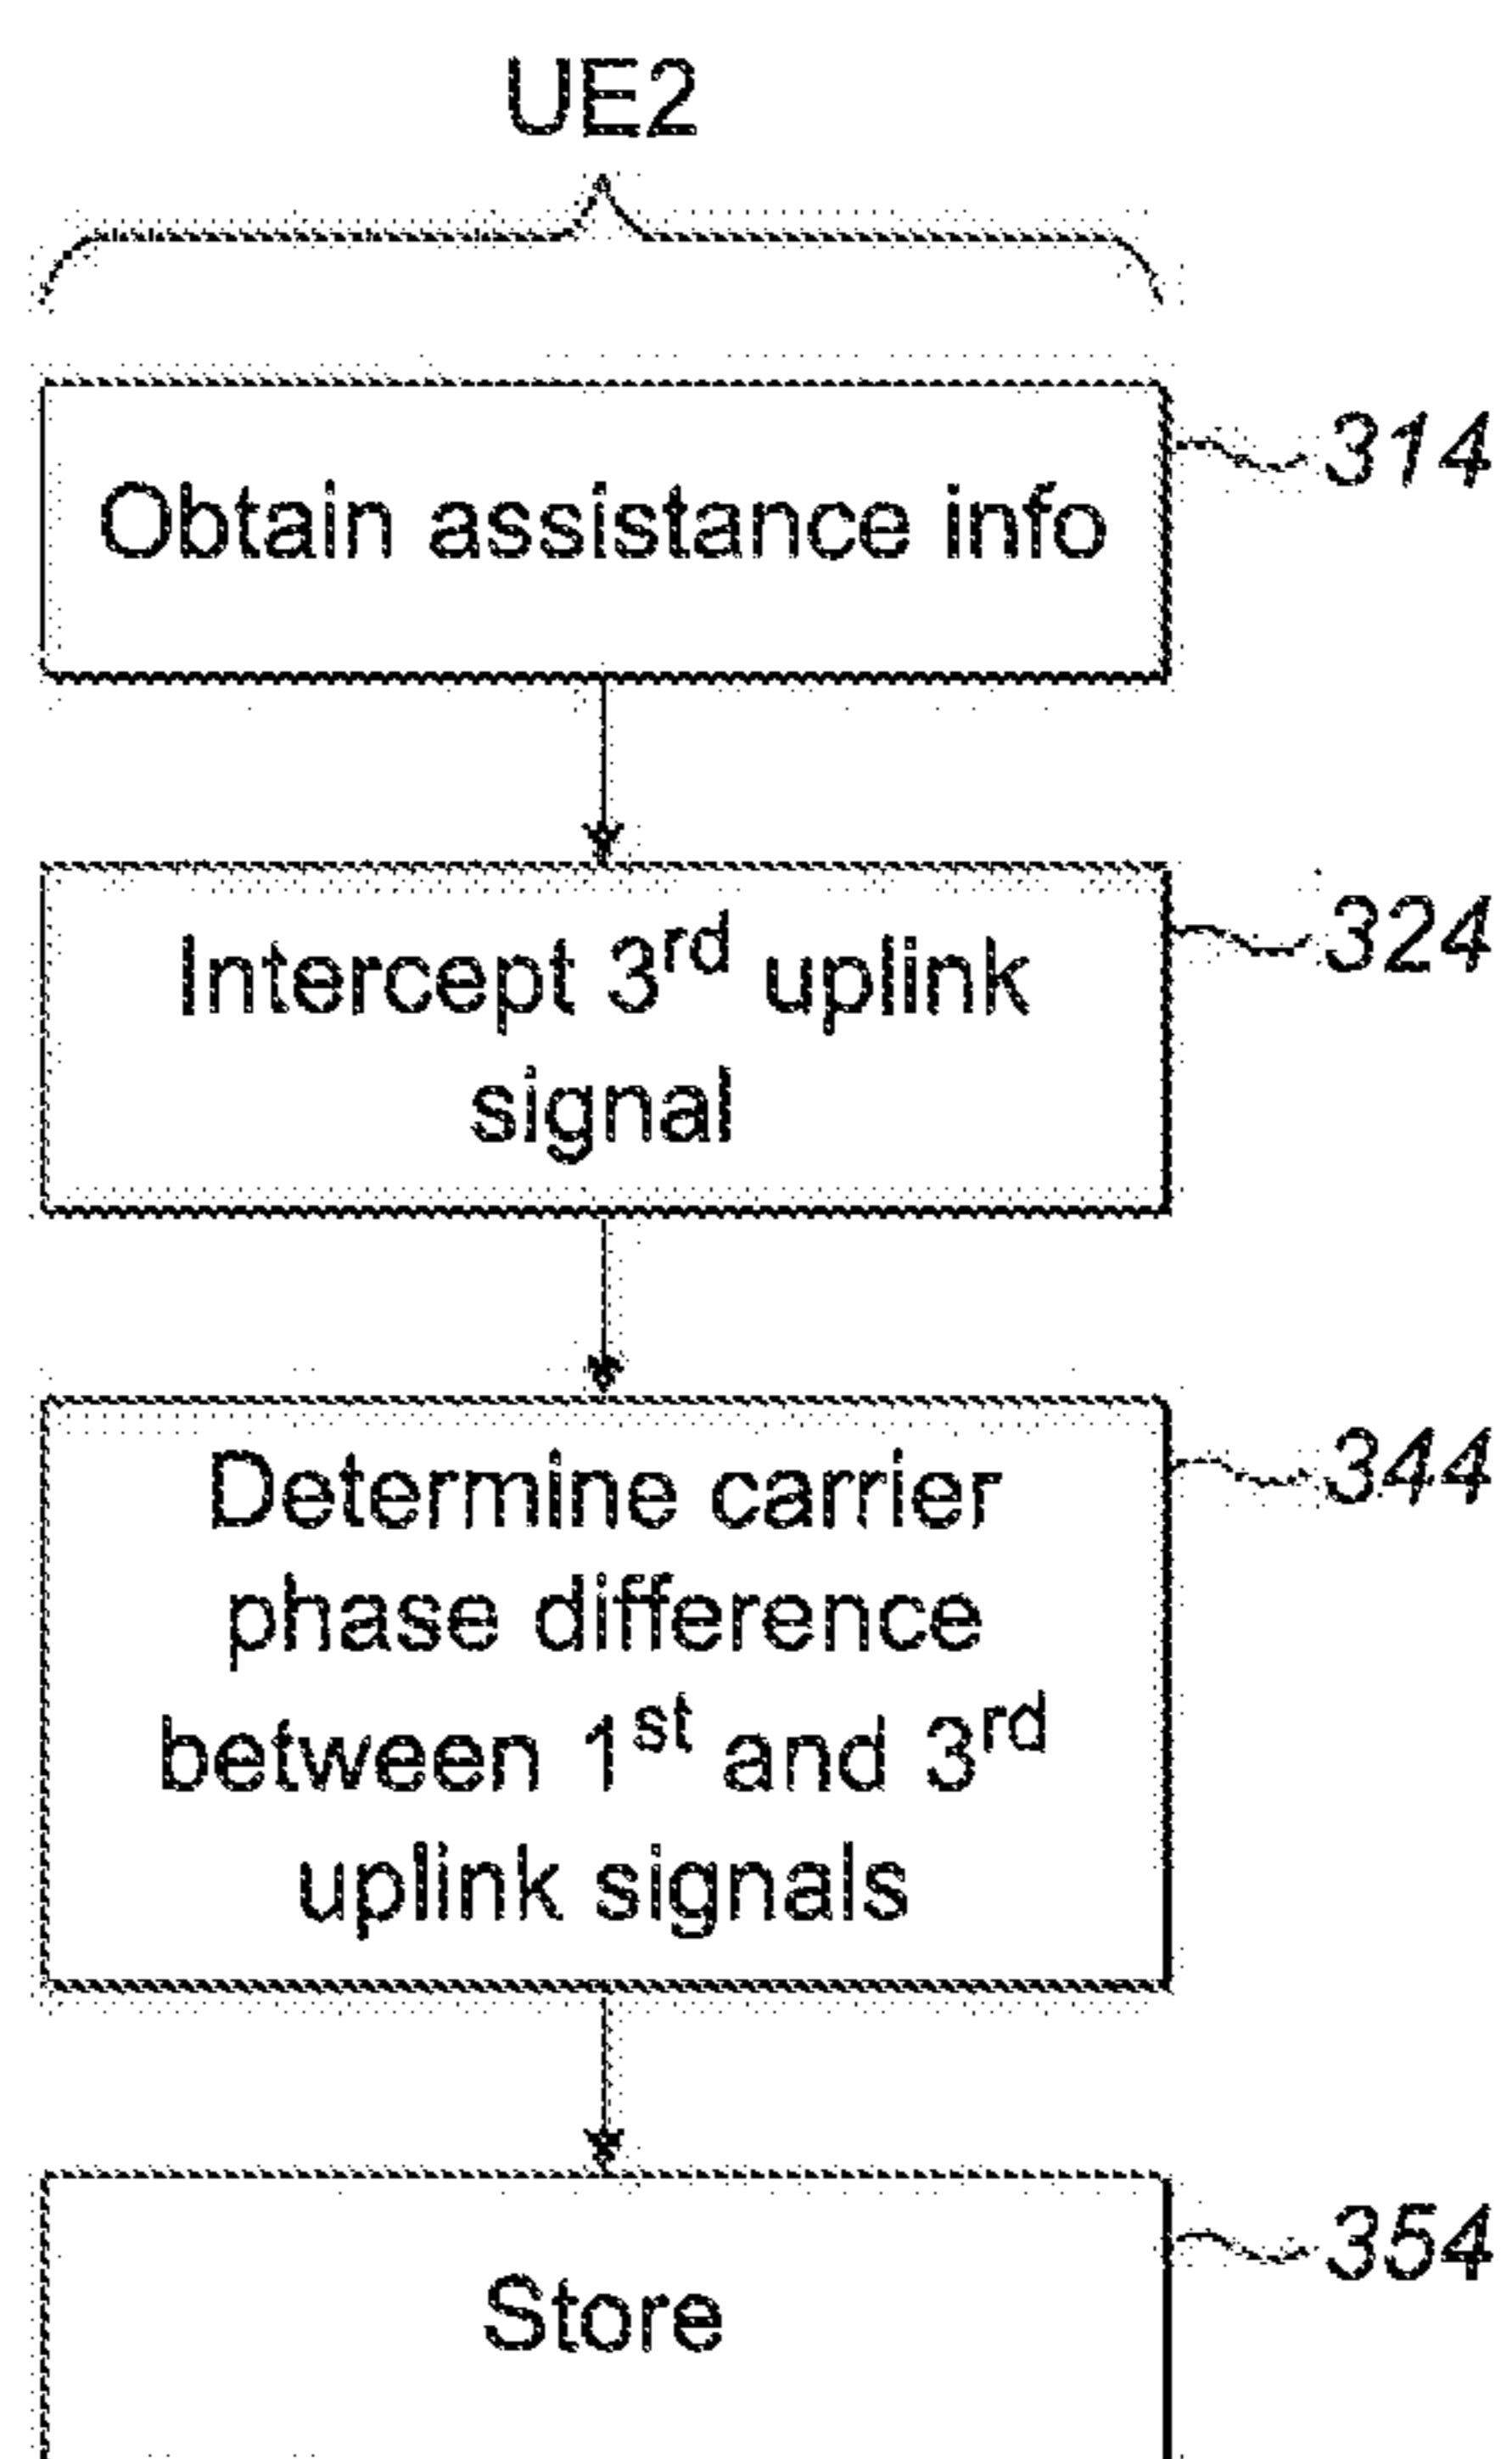 UE2
314
Obtain assistance info
324
Intercept 3rd uplink
signal
344
Determine carrier
phase difference
between 1st and 3rd
uplink signals
354
Store